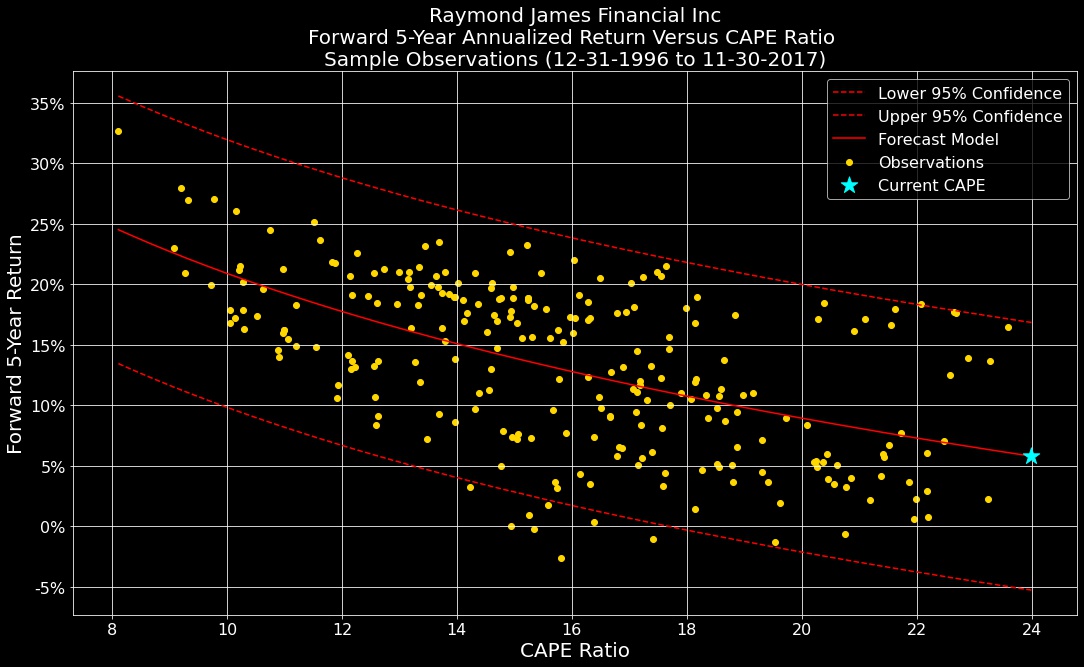 Raymond James Financial Inc
Forward 5-Year Annualized Return Versus CAPE Ratio
Sample Observations (12-31-1996 to 11-30-2017)
Lower 95% Confidence
Upper 95% Confidence
Forecast Model
Observations
Current CAPE
Forward 5-Year Return
35%
30%
25%
20%
15%
10%
5%
0%
-5%
8 10 12 14 16 18 20 22 24
CAPE Ratio